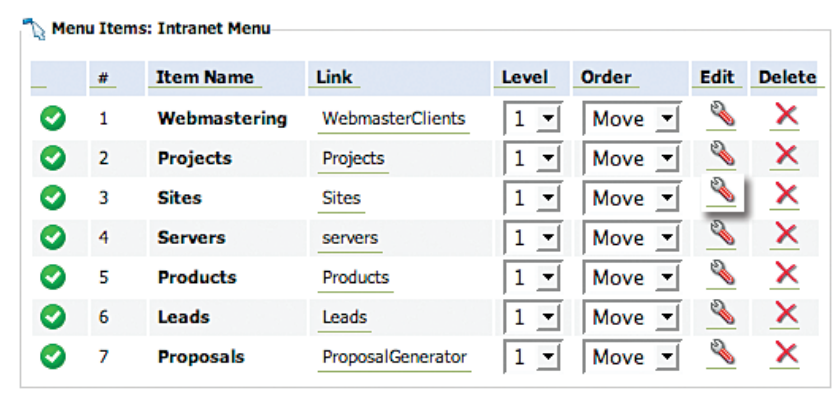 Menu Items: Intranet Menu
# Item Name Link Level Order Edit Delete
1 Webmastering WebmasterClients 1 Move
2 Projects Projects 1 Move
3 Sites Sites 1 Move
4 Servers servers 1 Move
5 Products Products 1 Move
6 Leads Leads 1 Move
7 Proposals ProposalGenerator 1 Move